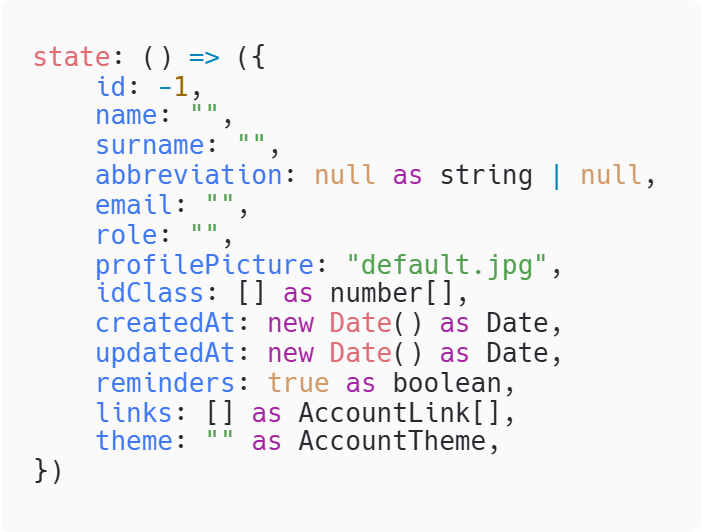 state: () => ({
    id: -1,
    name: "",
    surname: "",
    abbreviation: null as string | null,
    email: "",
    role: "",
    profilePicture: "default.jpg",
    idClass: [] as number[],
    createdAt: new Date() as Date,
    updatedAt: new Date() as Date,
    reminders: true as boolean,
    links: [] as AccountLink[],
    theme: "" as AccountTheme,
})